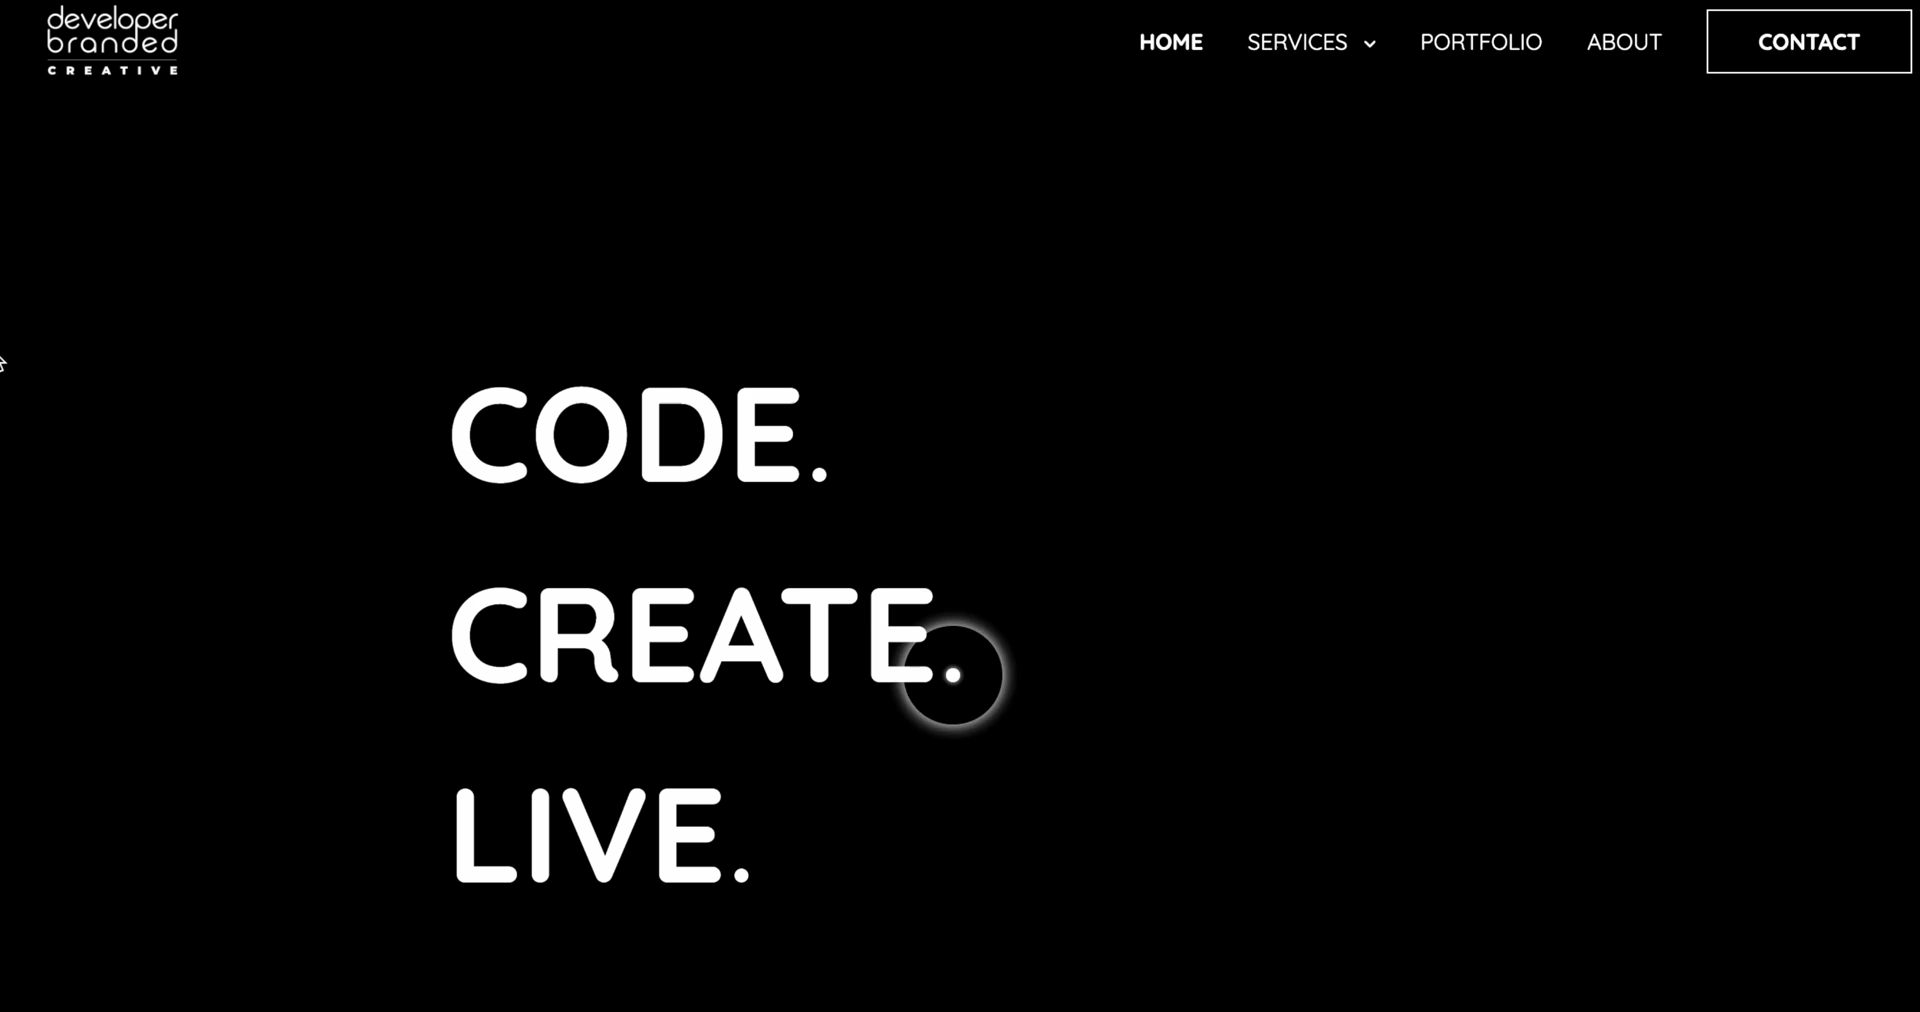 developer
branded
CREATIVE
HOME SERVICES PORTFOLIO ABOUT CONTACT
CODE.
CREATE.
LIVE.